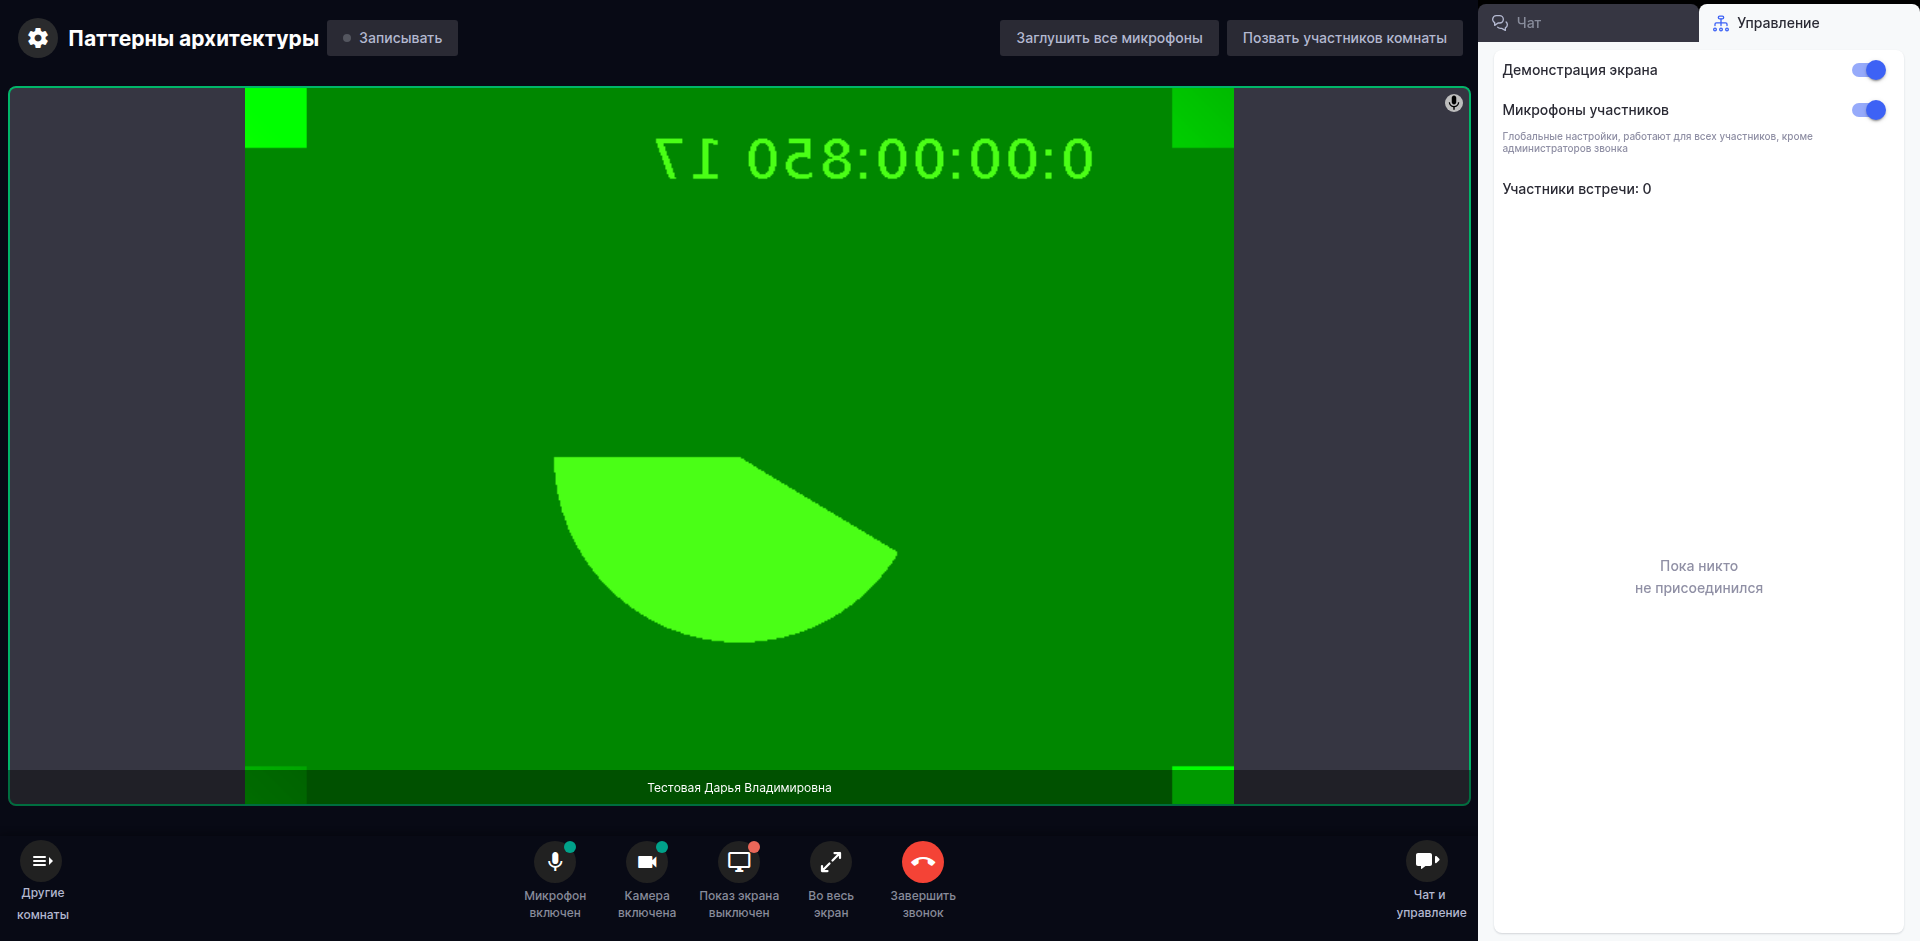 Паттерны архитектуры
Записывать
Заглушить все микрофоны
Позвать участников комнаты
Чат
Управление
0:00:00:850 17
Демонстрация экрана
Микрофоны участников
Глобальные настройки, работают для всех участников, кроме
администраторов звонка
Участники встречи: 0
Пока никто
не присоединился
Тестовая Дарья Владимировна
Другие
комнаты
Микрофон
включен
Камера
включена
Показ экрана
выключен
Во весь
экран
Завершить
звонок
Чат и
управление